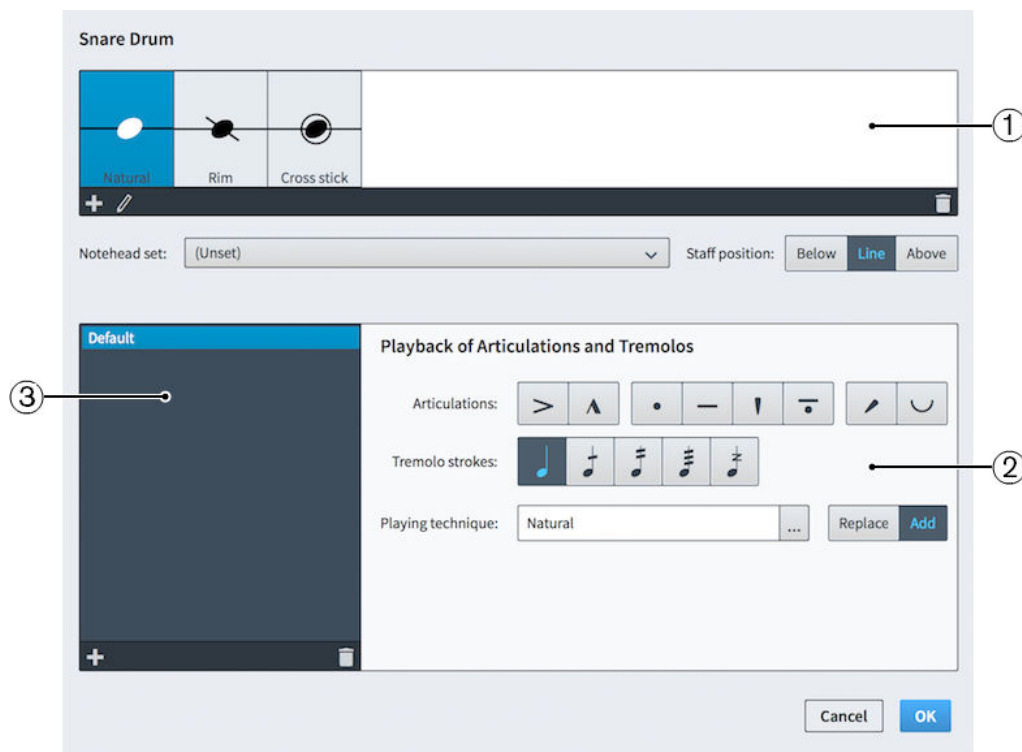 Snare Drum
①
Natural Rim Cross stick
Notehead set: (Unset) Staff position: Below Line Above
Default
Playback of Articulations and Tremolos
③
Articulations:
Tremolo strokes:
②
Playing technique: Natural ... Replace Add
Cancel OK